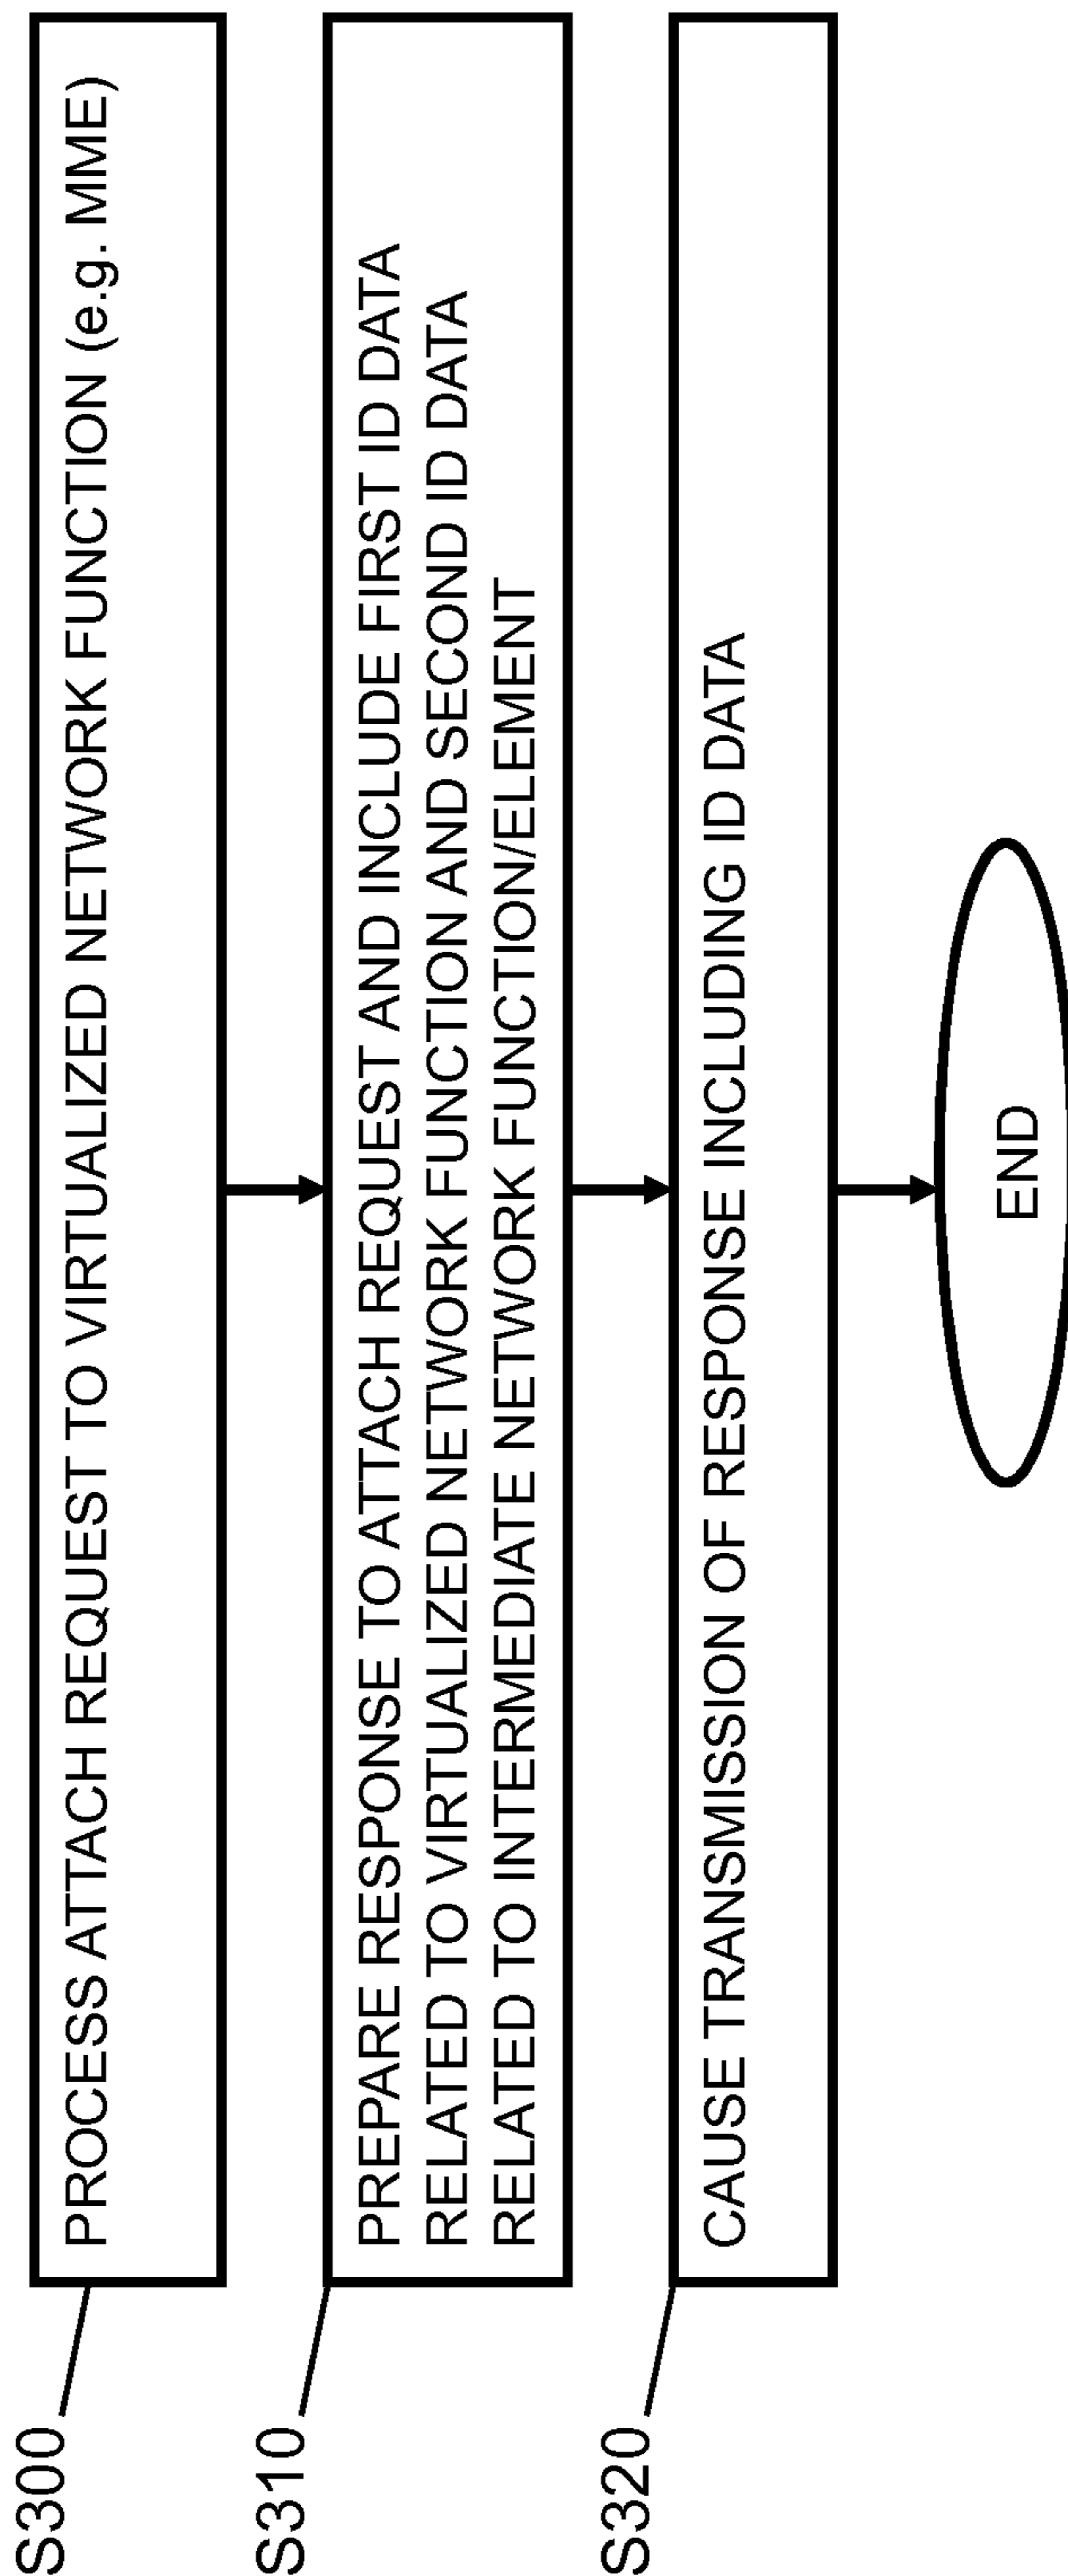 S300
PROCESS ATTACH REQUEST TO VIRTUALIZED NETWORK FUNCTION (e.g. MME)
S310
PREPARE RESPONSE TO ATTACH REQUEST AND INCLUDE FIRST ID DATA
RELATED TO VIRTUALIZED NETWORK FUNCTION AND SECOND ID DATA
RELATED TO INTERMEDIATE NETWORK FUNCTION/ELEMENT
S320
CAUSE TRANSMISSION OF RESPONSE INCLUDING ID DATA
END